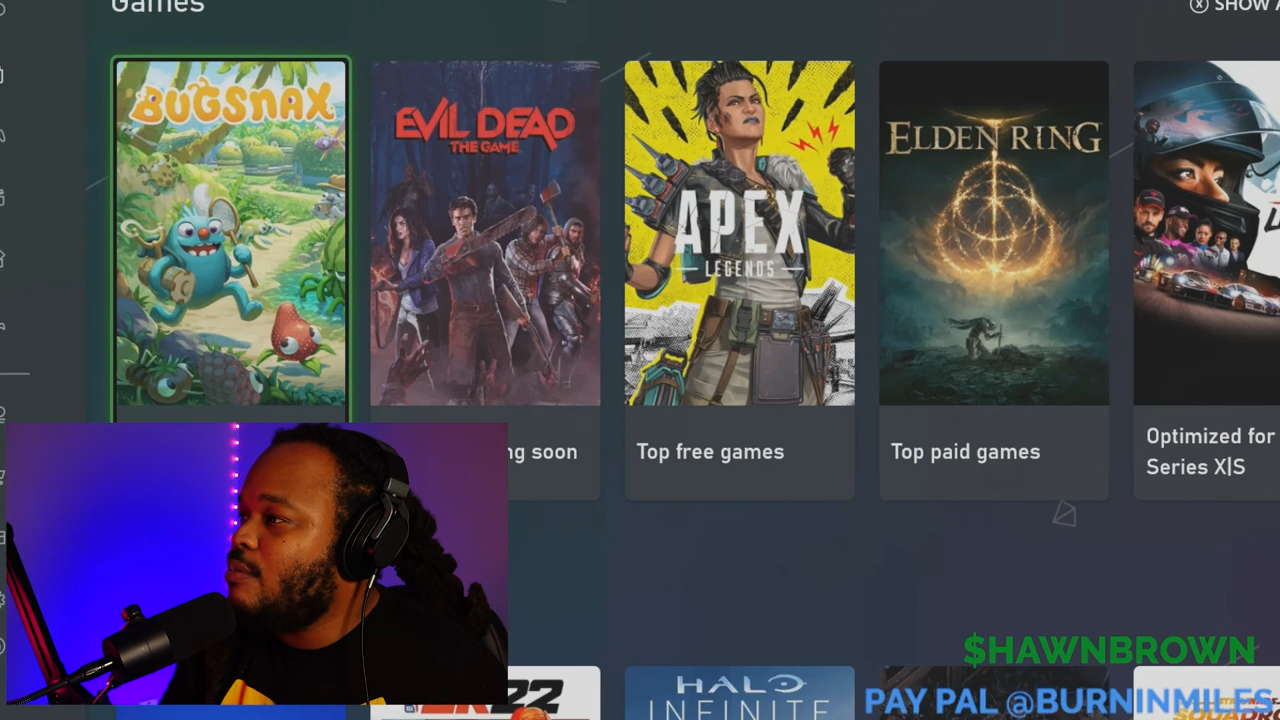 Games
SHOW
BUGSNAX
EVIL DEAD
THE GAME
APEX
LEGENDS
ELDEN RING
ng soon
Top free games
Top paid games
Optimized for
Series X|S
$HAWNBROWN
2K22
HALO
INFINITE
PAY PAL @BURNINMILES